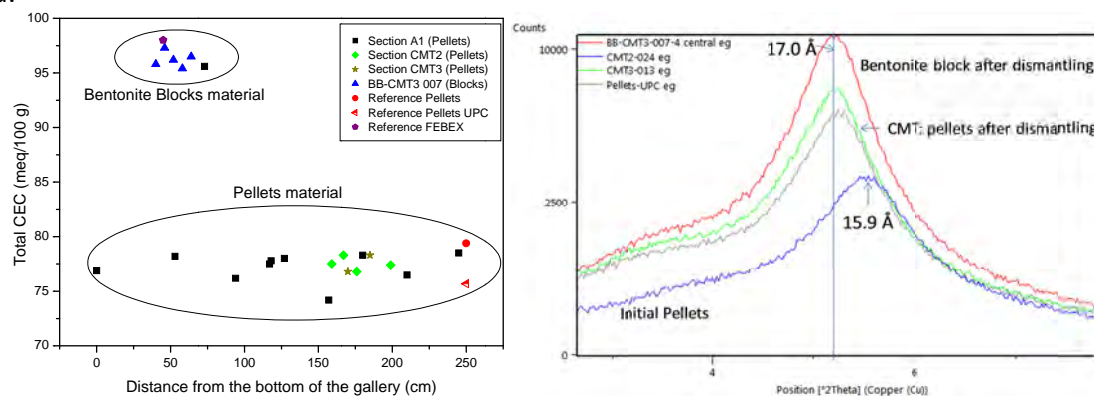 100
95
90
85
80
75
70
0
50
100
150
200
250
Total CCEC (meq/100 g)
Distance from the bottom of the gallery (cm)
Section A1 (Pellets)
Section CMT2 (Pellets)
Section CMT3 (Pellets)
BB-CMT3 007 (Blocks)
Reference Pellets
Reference Pellets UPC
Reference FEBEX
Bentonite Blocks material
Pellets material
Counts
10000
2500
0
BB-CMT3-007-4 central eg
CMT2-024 eg
CMT3-013 eg
Pellets-UPC eg
17.0 Å
Bentonite block after dismantling
CMT: pellets after dismantling
15.9 Å
Initial Pellets
4
6
Position [°2Theta] (Copper (Cu))